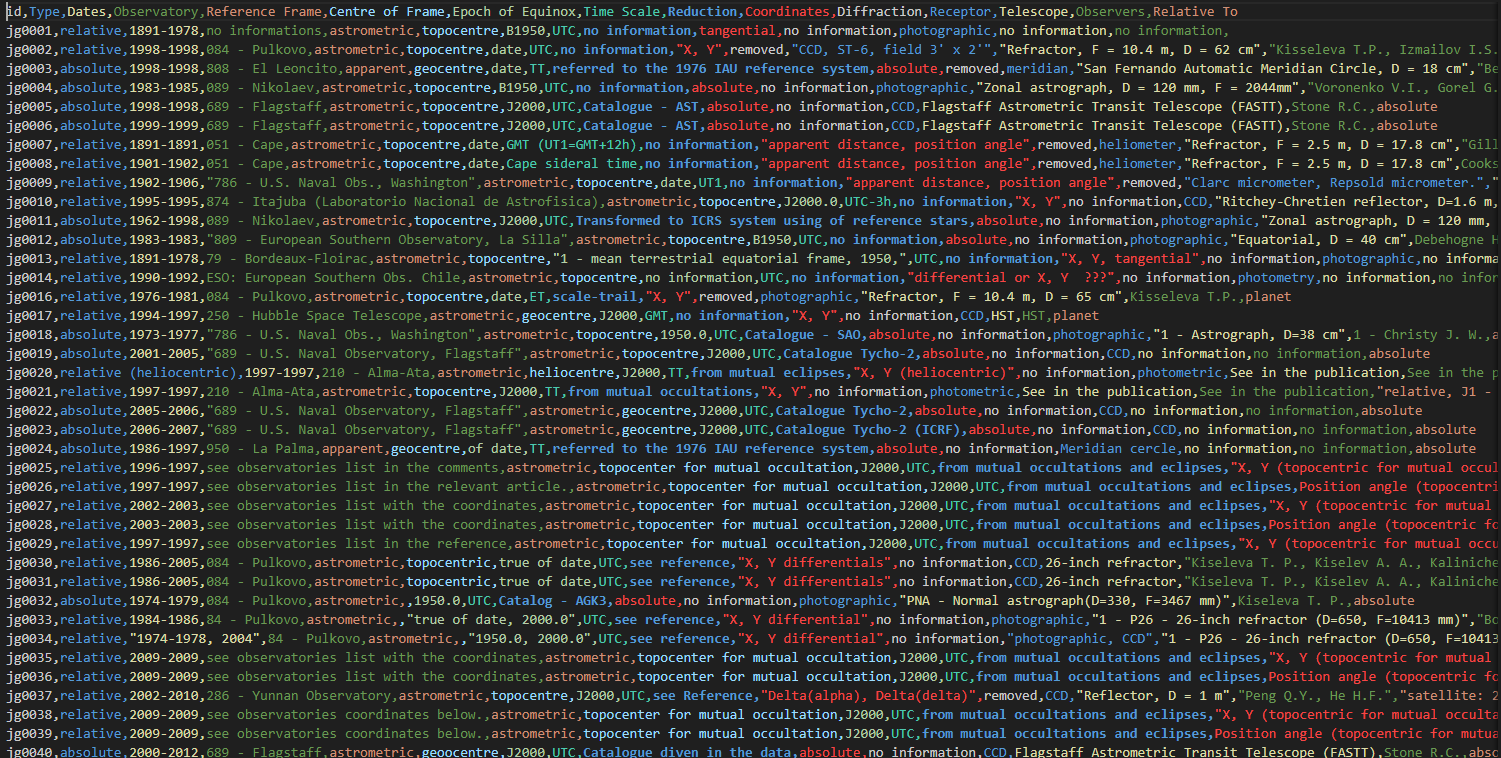 id,Type,Dates,Observatory,Reference Frame,Centre of Frame,Epoch of Equinox,Time Scale,Reduction,Coordinates,Diffraction,Receptor,Telescope,Observers,Relative To
jg0001,relative,1891-1978,no informations,astrometric,topocentre,B1950,UTC,no information,tangential,no information,photographic,no information,no information,
jg0002,relative,1998-1998,084 - Pulkovo,astrometric,topocentre,date,UTC,no information,"X, Y",removed,"CCD, ST-6, field 3' x 2'","Refractor, F = 10.4 m, D = 62 cm","Kisseleva T.P., Izmailov I.S.
jg0003,absolute,1998-1998,808 - El Leoncito,apparent,geocentre,date,TT,referred to the 1976 IAU reference system,absolute,removed,meridian,"San Fernando Automatic Meridian Circle, D = 18 cm","Be
jg0004,absolute,1983-1985,089 - Nikolaev,astrometric,topocentre,B1950,UTC,no information,absolute,no information,photographic,"Zonal astrograph, D = 120 mm, F = 2044mm","Voronenko V.I., Gorel G.
jg0005,absolute,1998-1998,689 - Flagstaff,astrometric,topocentre,J2000,UTC,Catalogue - AST,absolute,no information,CCD,Flagstaff Astrometric Transit Telescope (FASTT),Stone R.C.,absolute
jg0006,absolute,1999-1999,689 - Flagstaff,astrometric,topocentre,J2000,UTC,Catalogue - AST,absolute,no information,CCD,Flagstaff Astrometric Transit Telescope (FASTT),Stone R.C.,absolute
jg0007,relative,1891-1891,051 - Cape,astrometric,topocentre,date,GMT (UT1=GMT+12h),no information,"apparent distance, position angle",removed,heliometer,"Refractor, F = 2.5 m, D = 17.8 cm","Gill
jg0008,relative,1901-1902,051 - Cape,astrometric,topocentre,date,Cape sideral time,no information,"apparent distance, position angle",removed,heliometer,"Refractor, F = 2.5 m, D = 17.8 cm",Cooks
jg0009,relative,1902-1906,"786 - U.S. Naval Obs., Washington",astrometric,topocentre,date,UT1,no information,"apparent distance, position angle",removed,"Clarc micrometer, Repsold micrometer.","
jg0010,relative,1995-1995,874 - Itajuba (Laboratorio Nacional de Astrofisica),astrometric,topocentre,J2000.0,UTC-3h,no information,"X, Y",no information,CCD,"Ritchey-Chretien reflector, D=1.6 m,
jg0011,absolute,1962-1998,089 - Nikolaev,astrometric,topocentre,J2000,UTC,Transformed to ICRS system using of reference stars,absolute,no information,photographic,"Zonal astrograph, D = 120 mm,
jg0012,absolute,1983-1983,"809 - European Southern Observatory, La Silla",astrometric,topocentre,B1950,UTC,no information,absolute,no information,photographic,"Equatorial, D = 40 cm",Debehogne H
jg0013,relative,1891-1978,79 - Bordeaux-Floirac,astrometric,topocentre,"1 - mean terrestrial equatorial frame, 1950,",UTC,no information,"X, Y, tangential",no information,photographic,no informa
jg0014,relative,1990-1992,ESO: European Southern Obs. Chile,astrometric,topocentre,no information,UTC,no information,"differential or X, Y  ???",no information,photometry,no information,no infor
jg0016,relative,1976-1981,084 - Pulkovo,astrometric,topocentre,date,ET,scale-trail,"X, Y",removed,photographic,"Refractor, F = 10.4 m, D = 65 cm",Kisseleva T.P.,planet
jg0017,relative,1994-1997,250 - Hubble Space Telescope,astrometric,geocentre,J2000,GMT,no information,"X, Y",no information,CCD,HST,HST,planet
jg0018,absolute,1973-1977,"786 - U.S. Naval Obs., Washington",astrometric,topocentre,1950.0,UTC,Catalogue - SAO,absolute,no information,photographic,"1 - Astrograph, D=38 cm",1 - Christy J. W.,a
jg0019,absolute,2001-2005,"689 - U.S. Naval Observatory, Flagstaff",astrometric,topocentre,J2000,UTC,Catalogue Tycho-2,absolute,no information,CCD,no information,no information,absolute
jg0020,relative (heliocentric),1997-1997,210 - Alma-Ata,astrometric,heliocentre,J2000,TT,from mutual eclipses,"X, Y (heliocentric)",no information,photometric,See in the publication,See in the p
jg0021,relative,1997-1997,210 - Alma-Ata,astrometric,topocentre,J2000,TT,from mutual occultations,"X, Y",no information,photometric,See in the publication,See in the publication,"relative, J1 -
jg0022,absolute,2005-2006,"689 - U.S. Naval Observatory, Flagstaff",astrometric,geocentre,J2000,UTC,Catalogue Tycho-2,absolute,no information,CCD,no information,no information,absolute
jg0023,absolute,2006-2007,"689 - U.S. Naval Observatory, Flagstaff",astrometric,geocentre,J2000,UTC,Catalogue Tycho-2 (ICRF),absolute,no information,CCD,no information,no information,absolute
jg0024,absolute,1986-1997,950 - La Palma,apparent,geocentre,of date,TT,referred to the 1976 IAU reference system,absolute,no information,Meridian cercle,no information,no information,absolute
jg0025,relative,1996-1997,see observatories list in the comments,astrometric,topocenter for mutual occultation,J2000,UTC,from mutual occultations and eclipses,"X, Y (topocentric for mutual occul
jg0026,relative,1997-1997,see observatories list in the relevant article.,astrometric,topocenter for mutual occultation,J2000,UTC,from mutual occultations and eclipses,Position angle (topocentri
jg0027,relative,2002-2003,see observatories list with the coordinates,astrometric,topocenter for mutual occultation,J2000,UTC,from mutual occultations and eclipses,"X, Y (topocentric for mutual
jg0028,relative,2003-2003,see observatories list with the coordinates,astrometric,topocenter for mutual occultation,J2000,UTC,from mutual occultations and eclipses,Position angle (topocentric fo
jg0029,relative,1997-1997,see observatories list in the reference,astrometric,topocenter for mutual occultation,J2000,UTC,from mutual occultations and eclipses,"X, Y (topocentric for mutual occu
jg0030,relative,1986-2005,084 - Pulkovo,astrometric,topocentric,true of date,UTC,see reference,"X, Y differentials",no information,CCD,26-inch refractor,"Kiseleva T. P., Kiselev A. A., Kaliniche
jg0031,relative,1986-2005,084 - Pulkovo,astrometric,topocentric,true of date,UTC,see reference,"X, Y differentials",no information,CCD,26-inch refractor,"Kiseleva T. P., Kiselev A. A., Kaliniche
jg0032,absolute,1974-1979,084 - Pulkovo,astrometric,,1950.0,UTC,Catalog - AGK3,absolute,no information,photographic,"PNA - Normal astrograph(D=330, F=3467 mm)",Kiseleva T. P.,absolute
jg0033,relative,1984-1986,84 - Pulkovo,astrometric,,"true of date, 2000.0",UTC,see reference,"X, Y differential",no information,photographic,"1 - P26 - 26-inch refractor (D=650, F=10413 mm)","Bo
jg0034,relative,"1974-1978, 2004",84 - Pulkovo,astrometric,,"1950.0, 2000.0",UTC,see reference,"X, Y differential",no information,"photographic, CCD","1 - P26 - 26-inch refractor (D=650, F=10413
jg0035,relative,2009-2009,see observatories list with the coordinates,astrometric,topocenter for mutual occultation,J2000,UTC,from mutual occultations and eclipses,"X, Y (topocentric for mutual
jg0036,relative,2009-2009,see observatories list with the coordinates,astrometric,topocenter for mutual occultation,J2000,UTC,from mutual occultations and eclipses,Position angle (topocentric fo
jg0037,relative,2002-2010,286 - Yunnan Observatory,astrometric,topocentre,J2000,UTC,see Reference,"Delta(alpha), Delta(delta)",removed,CCD,"Reflector, D = 1 m","Peng Q.Y., He H.F.","satellite: 2
jg0038,relative,2009-2009,see observatories coordinates below.,astrometric,topocenter for mutual occultation,J2000,UTC,from mutual occultations and eclipses,"X, Y (topocentric for mutual occulta
jg0039,relative,2009-2009,see observatories coordinates below.,astrometric,topocenter for mutual occultation,J2000,UTC,from mutual occultations and eclipses,Position angle (topocentric for mutua
jg0040,absolute,2000-2012,689 - Flagstaff,astrometric,geocentre,J2000,UTC,Catalogue diven in the data,absolute,no information,CCD,Flagstaff Astrometric Transit Telescope (FASTT),Stone R.C.,abso